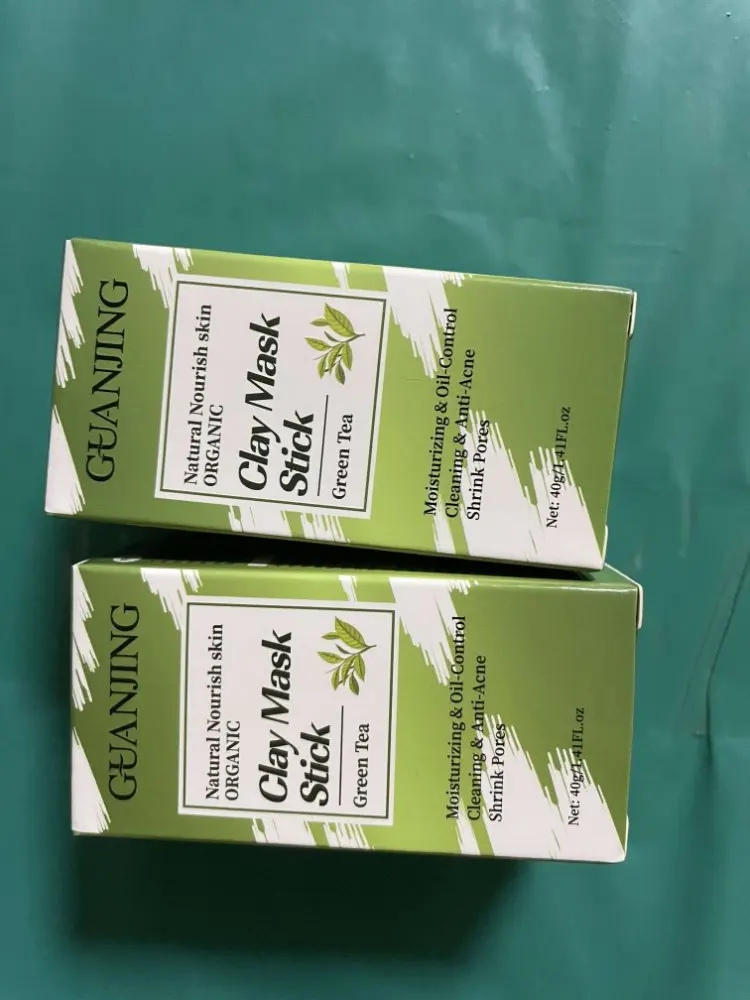 GUANJING
Natural Nourish skin
ORGANIC
Clay Mask
Stick
Green Tea
Moisturizing & Oil-Control
Cleaning & Anti-Acne
Shrink Pores
Net: 40g/1.41FL.oz
GUANJING
Natural Nourish skin
ORGANIC
Clay Mask
Stick
Green Tea
Moisturizing & Oil-Control
Cleaning & Anti-Acne
Shrink Pores
Net: 40g/1.41FL.oz